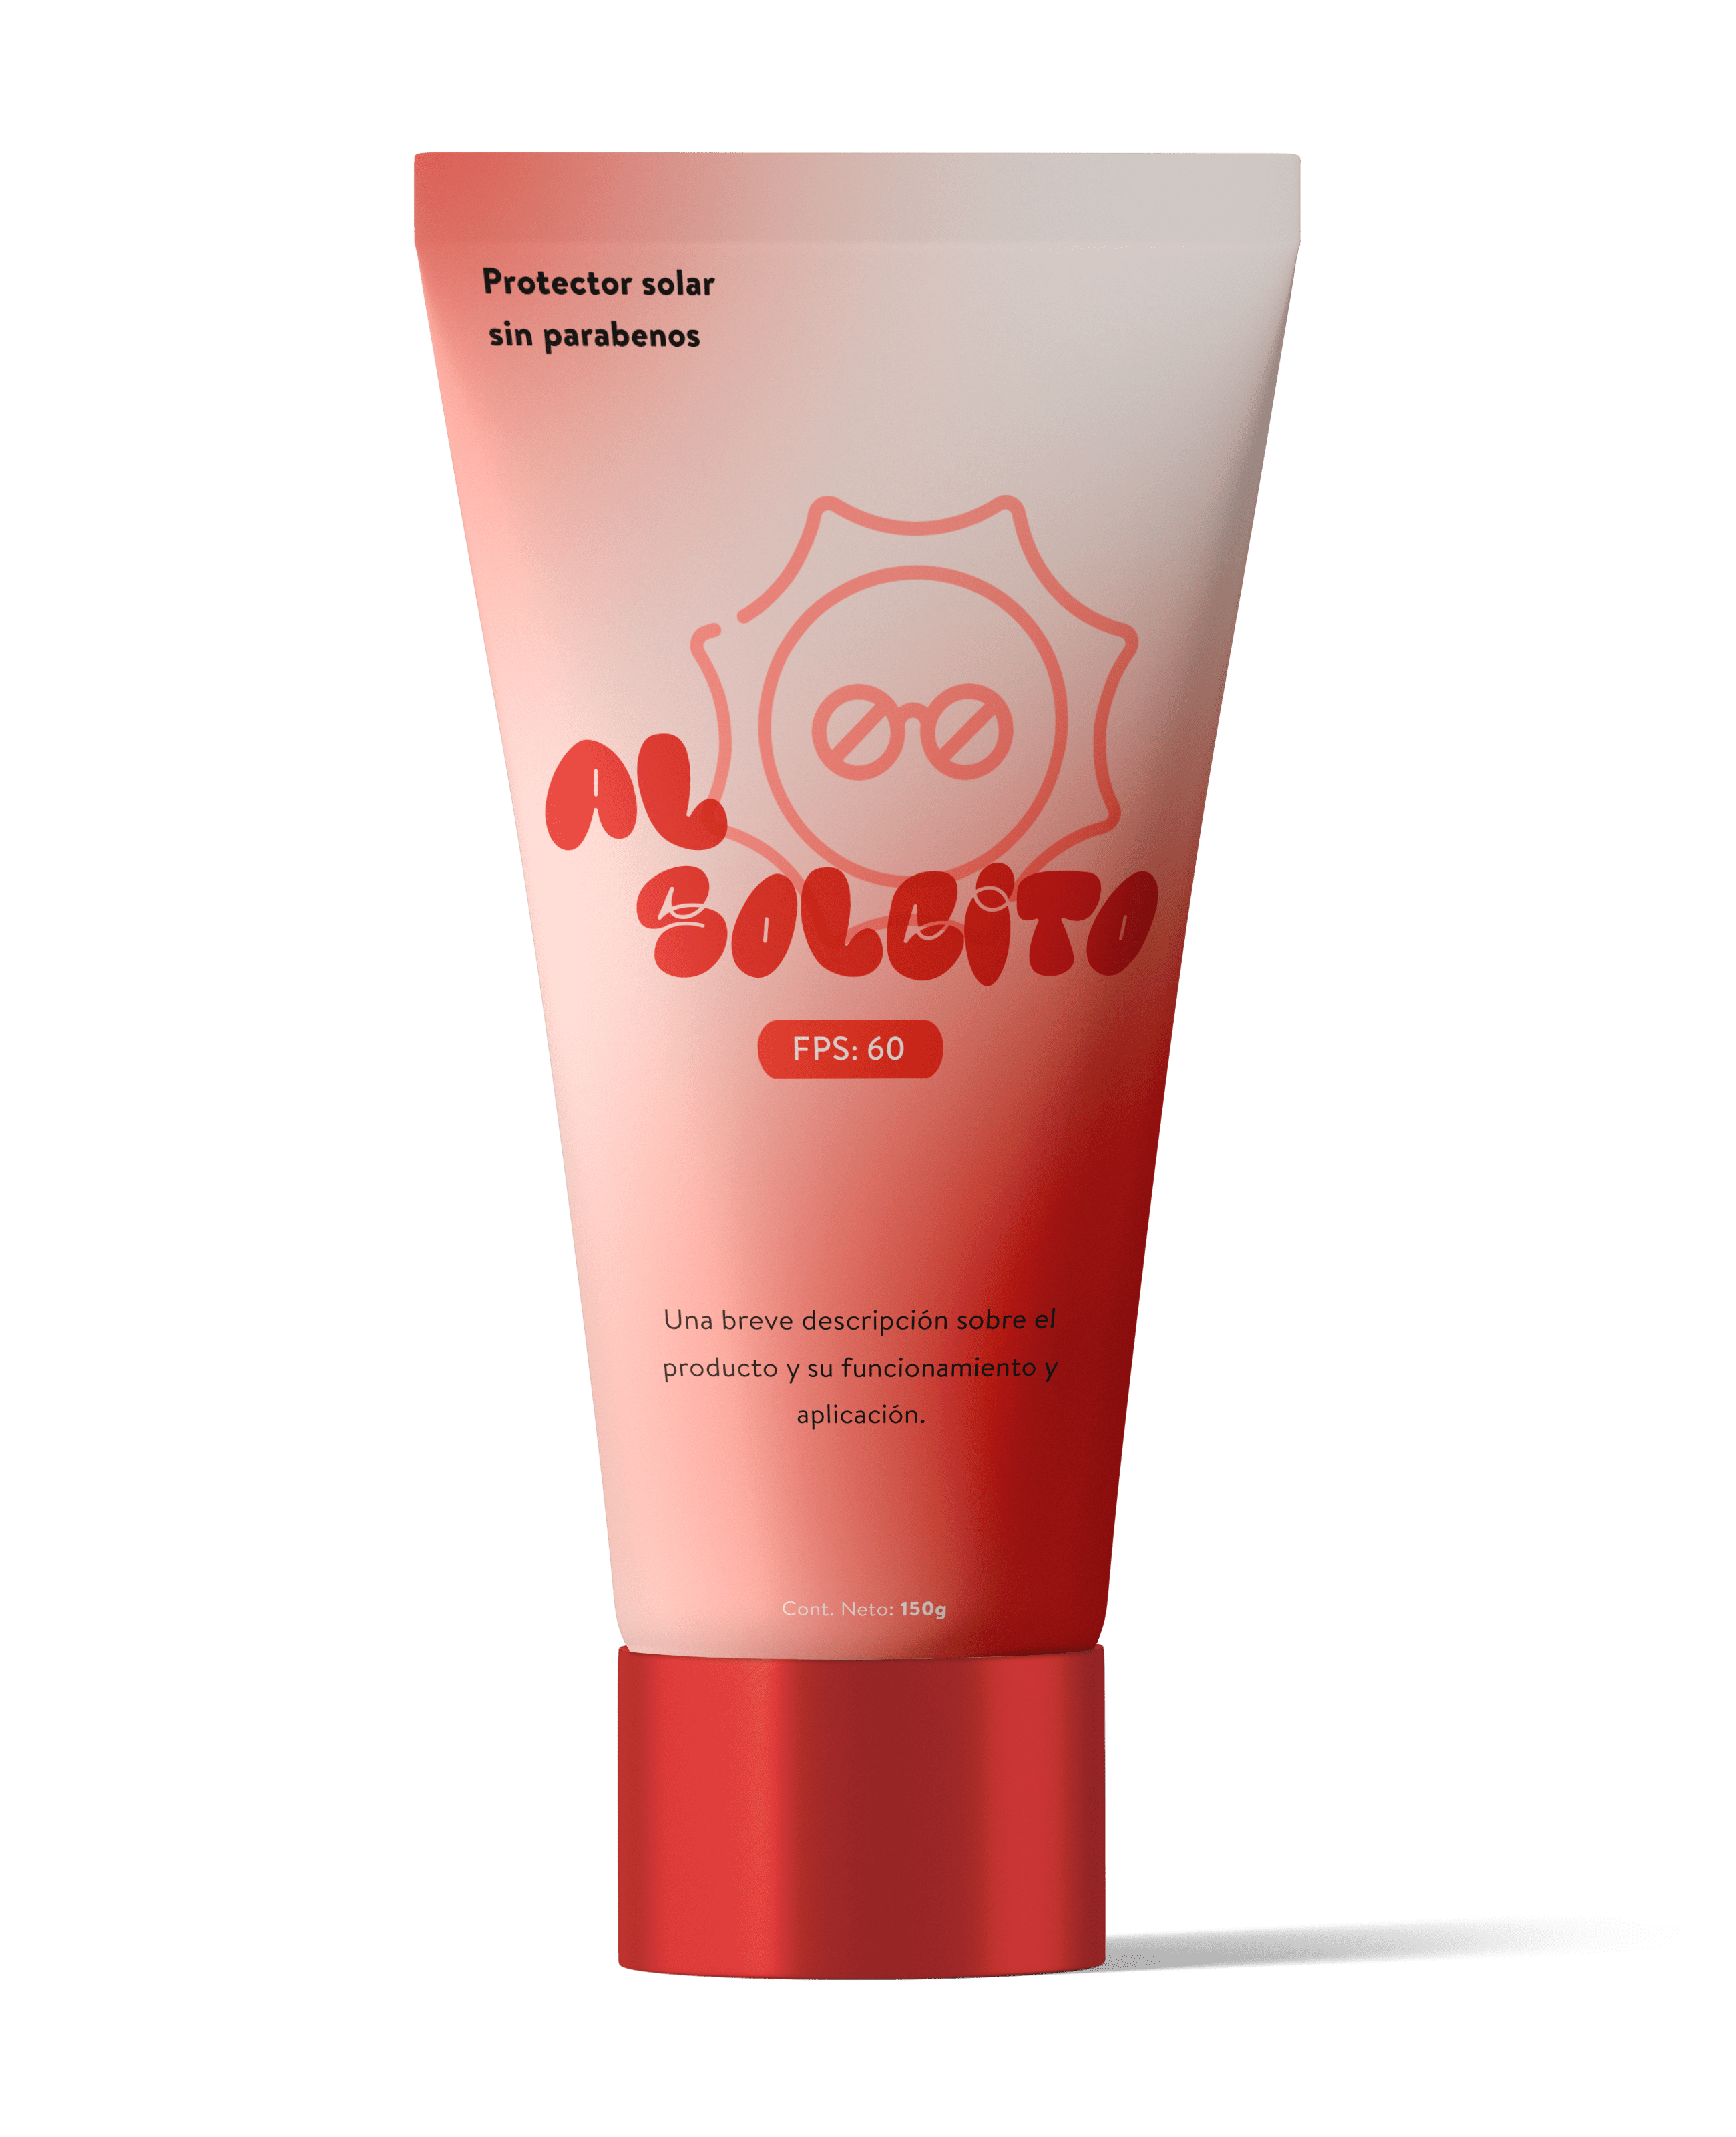 Protector solar
sin parabenos
AL
SOLCITO
FPS: 60
Una breve descripción sobre el
producto y su funcionamiento y
aplicación.
Cont. Neto: 150g